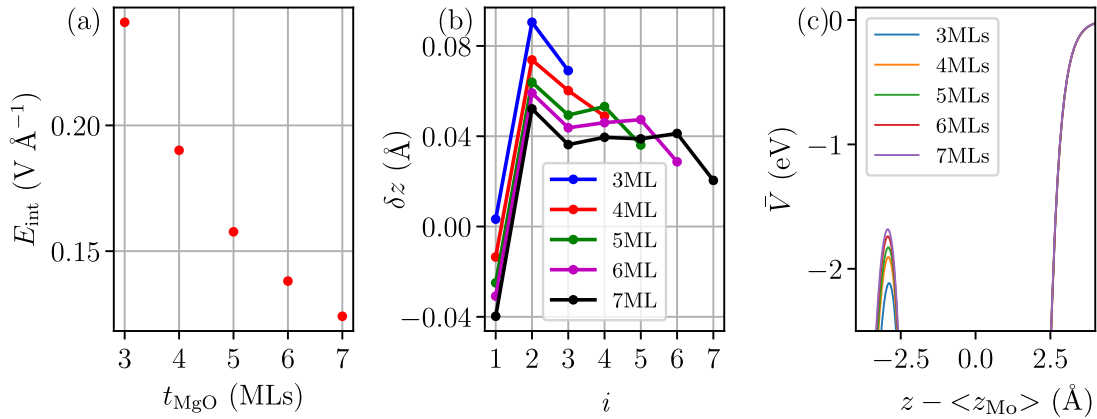 (a)
0.20
0.15
E_int (V Å⁻¹)
3 4 5 6 7
t_MgO (MLs)
(b)
0.08
0.04
0.00
−0.04
δz (Å)
3ML
4ML
5ML
6ML
7ML
1 2 3 4 5 6 7
i
(c)
−0
−1
−2
V̄ (eV)
3MLs
4MLs
5MLs
6MLs
7MLs
−2.5 0.0 2.5
z − <z_Mo> (Å)